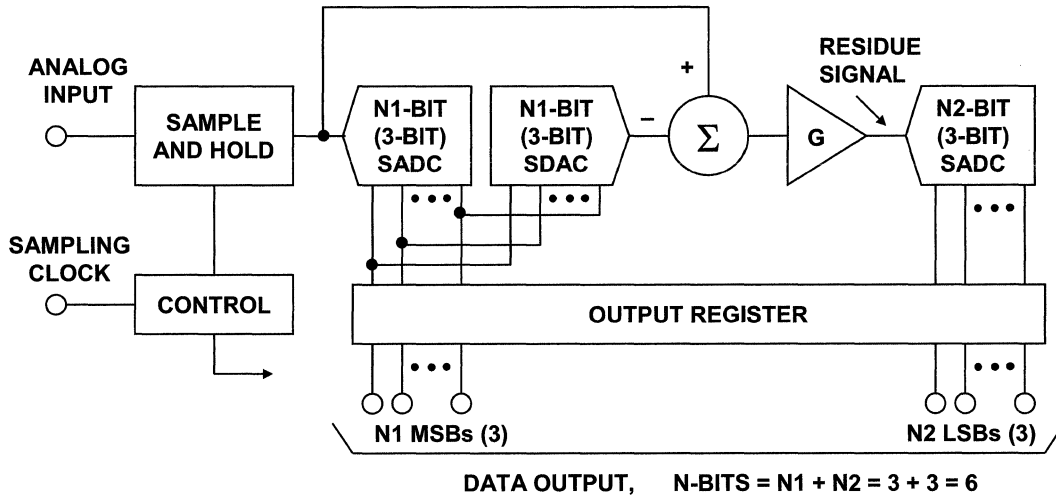 ANALOG
INPUT
SAMPLE
AND HOLD
SAMPLING
CLOCK
CONTROL
N1-BIT
(3-BIT)
SADC
N1-BIT
(3-BIT)
SDAC
+
–
Σ
G
RESIDUE
SIGNAL
N2-BIT
(3-BIT)
SADC
OUTPUT REGISTER
N1 MSBs (3)
N2 LSBs (3)
DATA OUTPUT, N-BITS = N1 + N2 = 3 + 3 = 6